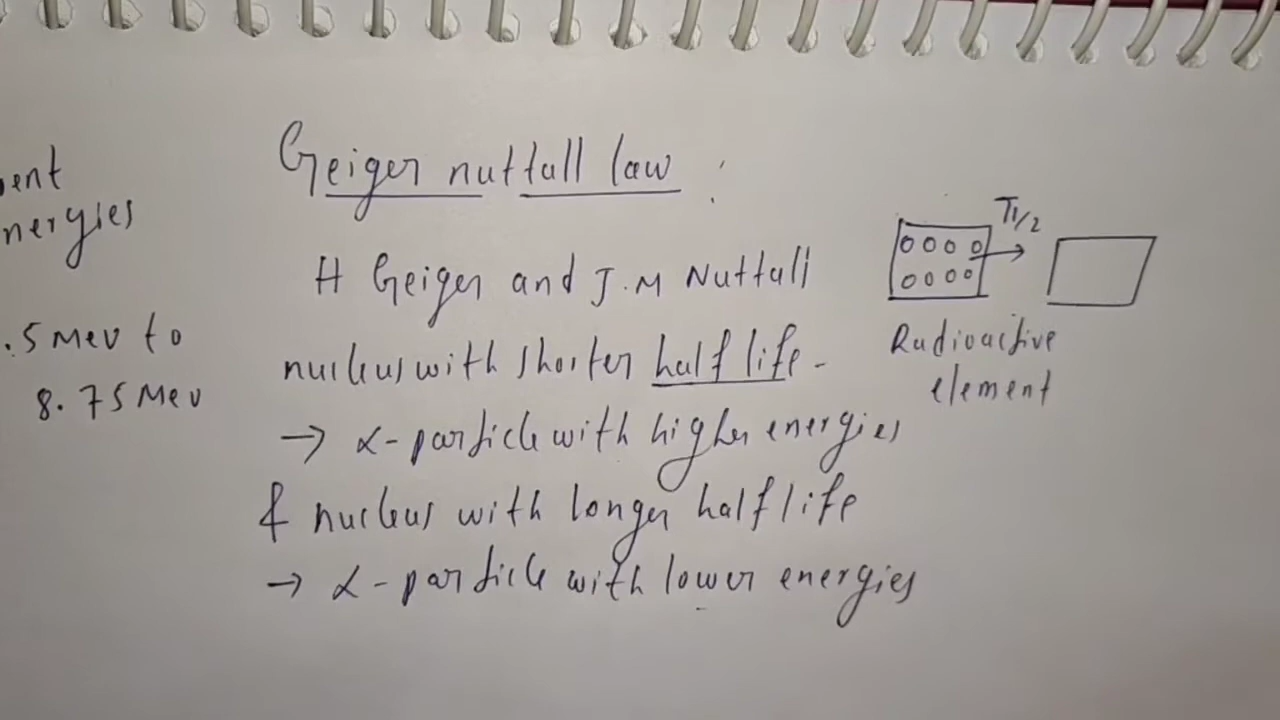 ent
nergies
.5 Mev to
8.75 Mev
Geiger nuttall law :
H Geiger and J.M Nuttall
nucleus with shorter half life -
→ α-particle with higher energies
& nucleus with longer half life
→ α-particle with lower energies
T1/2
Radioactive
element